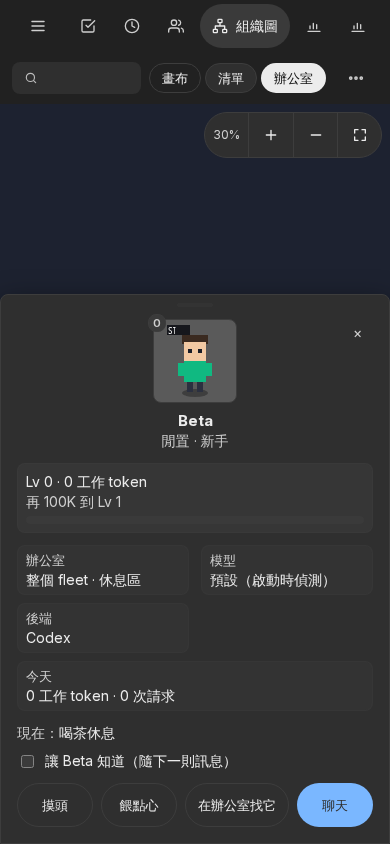 組織圖
畫布
清單
辦公室
30%
0
ST
Beta
閒置 · 新手
Lv 0 · 0 工作 token
再 100K 到 Lv 1
辦公室
整個 fleet · 休息區
模型
預設（啟動時偵測）
後端
Codex
今天
0 工作 token · 0 次請求
現在：喝茶休息
讓 Beta 知道（隨下一則訊息）
摸頭
餵點心
在辦公室找它
聊天